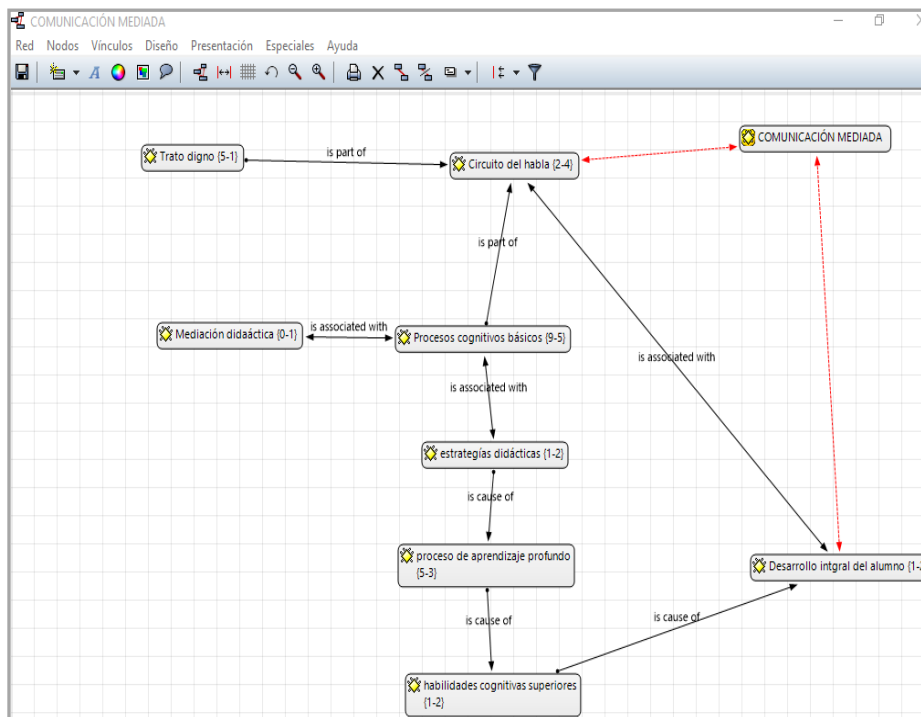 COMUNICACIÓN MEDIADA
Red Nodos Vínculos Diseño Presentación Especiales Ayuda
Trato digno {5-1}
is part of
Circuito del habla {2-4}
COMUNICACIÓN MEDIADA
is part of
Mediación didaáctica {0-1}
is associated with
Procesos cognitivos básicos {9-5}
is associated with
is associated with
estrategías didácticas {1-2}
is cause of
proceso de aprendizaje profundo
{5-3}
Desarrollo intgral del alumno {1-2
is cause of
is cause of
habilidades cognitivas superiores
{1-2}